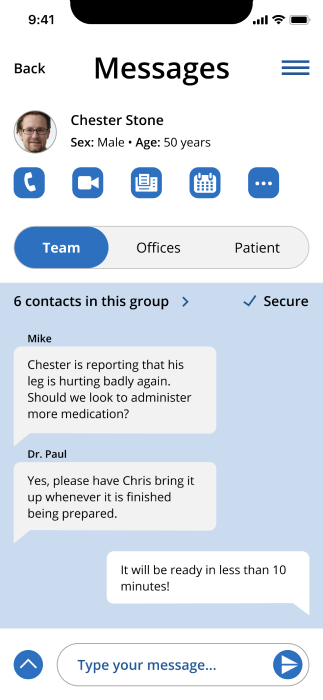 9:41
Back
Messages
Chester Stone
Sex: Male • Age: 50 years
Team
Offices
Patient
6 contacts in this group
Secure
Mike
Chester is reporting that his
leg is hurting badly again.
Should we look to administer
more medication?
Dr. Paul
Yes, please have Chris bring it
up whenever it is finished
being prepared.
It will be ready in less than 10
minutes!
Type your message...